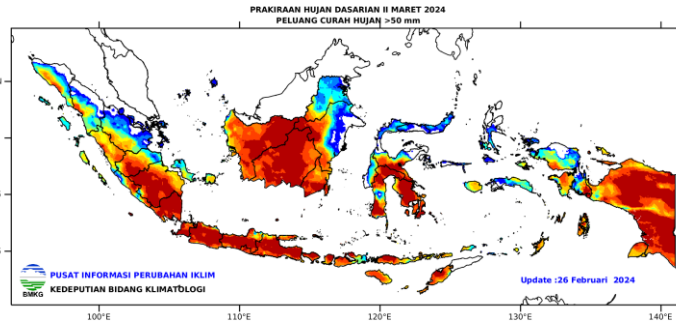 PRAKIRAAN HUJAN DASARIAN II MARET 2024
PELUANG CURAH HUJAN >50 mm
PUSAT INFORMASI PERUBAHAN IKLIM
KEDEPUTIAN BIDANG KLIMATOLOGI
BMKG
Update :26 Februari 2024
100°E 110°E 120°E 130°E 140°E